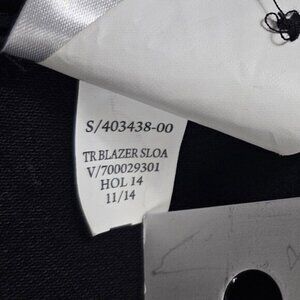 S/403438-00
TR BLAZER SLOA
V/700029301
HOL 14
11/14